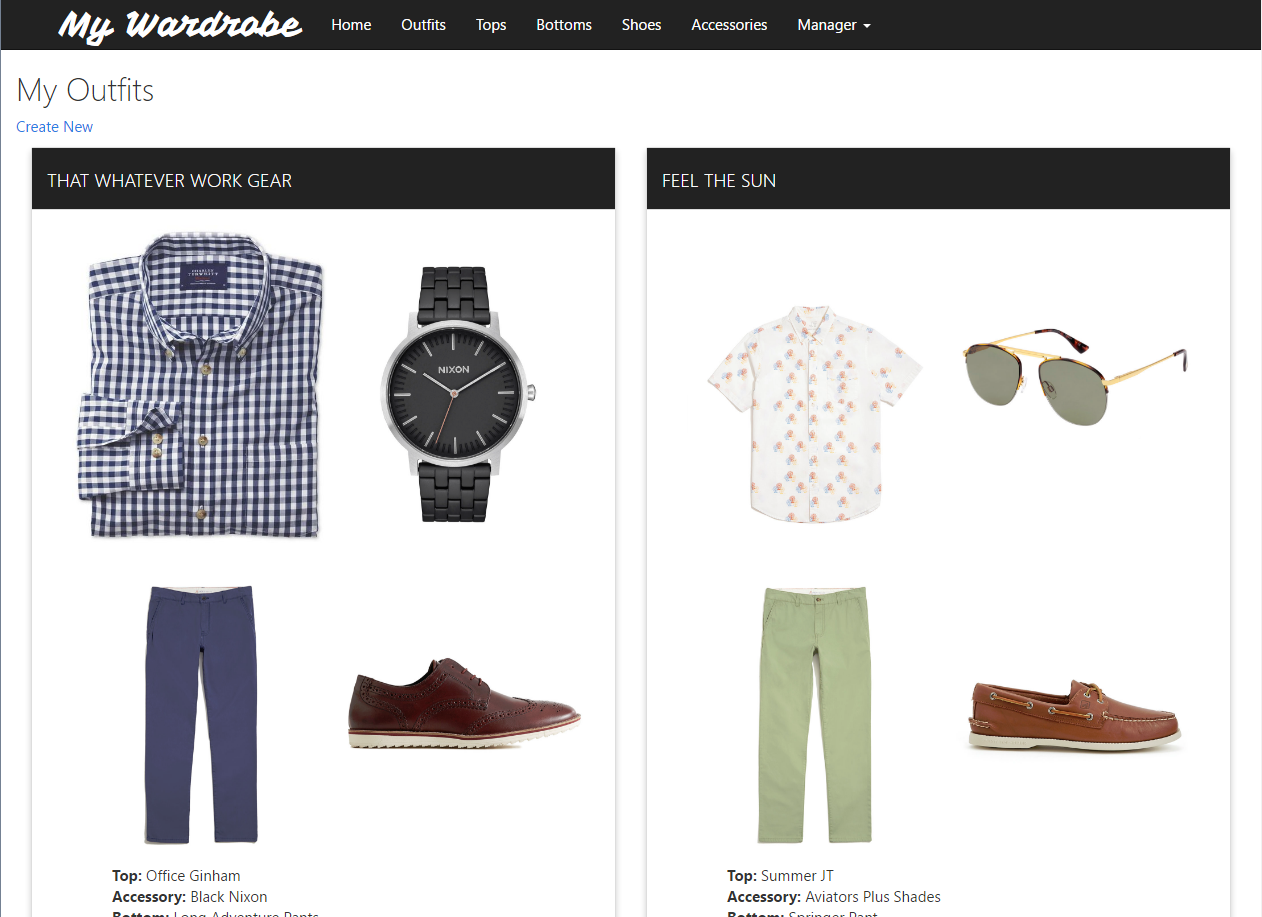 My Wardrobe Home Outfits Tops Bottoms Shoes Accessories Manager
My Outfits
Create New
THAT WHATEVER WORK GEAR
FEEL THE SUN
CHARLES
TYRWHITT
NIXON
Top: Office Ginham
Accessory: Black Nixon
Bottom: Long Adventure Pants
Top: Summer JT
Accessory: Aviators Plus Shades
Bottom: Springer Pant